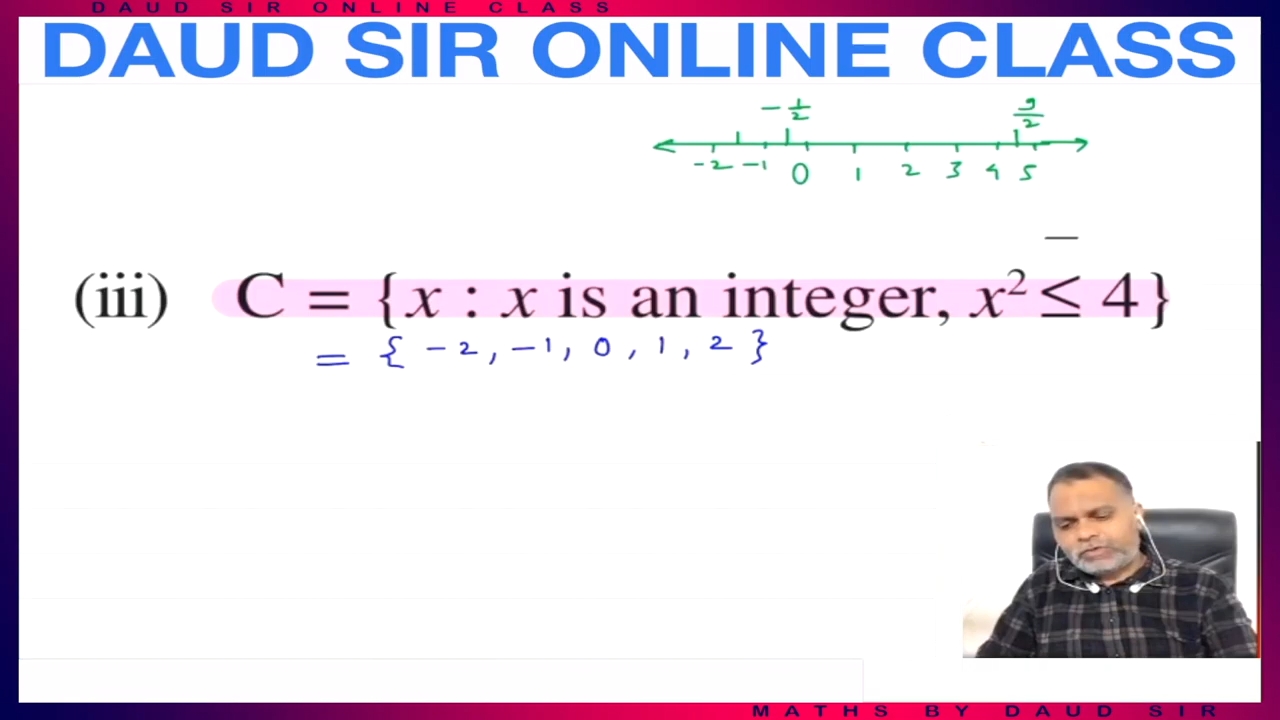 DAUD SIR ONLINE CLASS
DAUD SIR ONLINE CLASS
-1/2 9/2
-2 -1 0 1 2 3 4 5
(iii) C = {x : x is an integer, x² ≤ 4}
= { -2, -1, 0, 1, 2 }
MATHS BY DAUD SIR